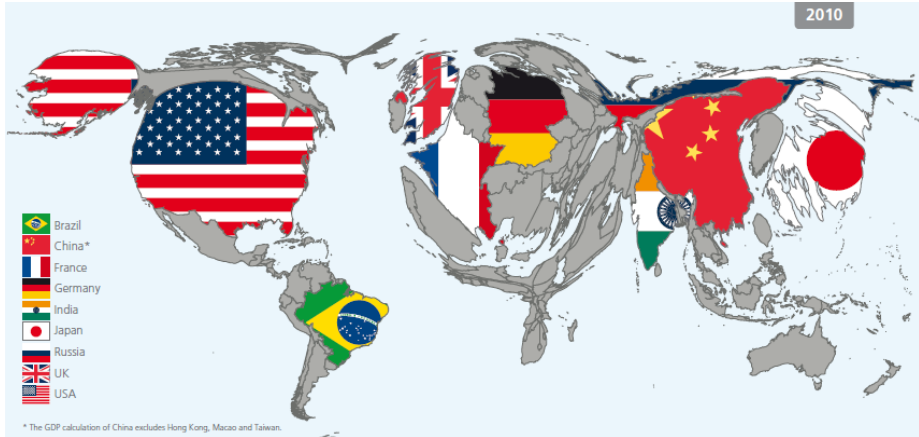 2010
Brazil
China*
France
Germany
India
Japan
Russia
UK
USA
* The GDP calculation of China excludes Hong Kong, Macao and Taiwan.